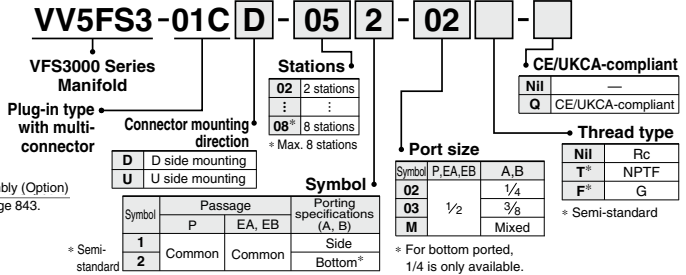 VV5FS3-01C D - 05 2 - 02 -
VFS3000 Series
Manifold
Plug-in type
with multi-
connector
Connector mounting
direction
D D side mounting
U U side mounting
Stations
02 2 stations
⋮ ⋮
08* 8 stations
* Max. 8 stations
Symbol
Symbol Passage Porting
specifications
(A, B)
P EA, EB
1 Common Common Side
2 Bottom*
* Semi-
standard
Port size
Symbol P,EA,EB A,B
02 1/2 1/4
03 3/8
M Mixed
* For bottom ported,
1/4 is only available.
CE/UKCA-compliant
Nil —
Q CE/UKCA-compliant
Thread type
Nil Rc
T* NPTF
F* G
* Semi-standard
bly (Option)
ge 843.